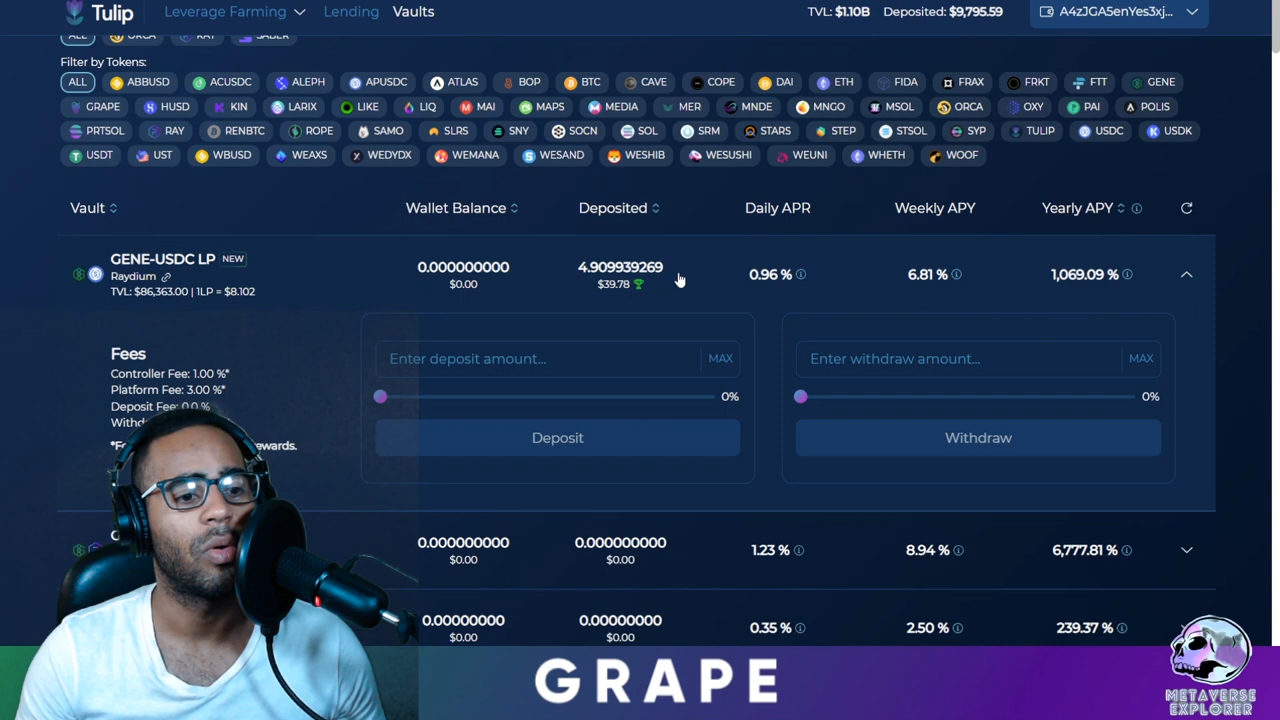 Tulip Leverage Farming Lending Vaults TVL: $1.10B Deposited: $9,795.59 A4zJGA5enYes3xj...
ALL ORCA RAY SABER
Filter by Tokens:
ALL ABBUSD ACUSDC ALEPH APUSDC ATLAS BOP BTC CAVE COPE DAI ETH FIDA FRAX FRKT FTT GENE
GRAPE HUSD KIN LARIX LIKE LIQ MAI MAPS MEDIA MER MNDE MNGO MSOL ORCA OXY PAI POLIS
PRTSOL RAY RENBTC ROPE SAMO SLRS SNY SOCN SOL SRM STARS STEP STSOL SYP TULIP USDC USDK
USDT UST WBUSD WEAXS WEDYDX WEMANA WESAND WESHIB WESUSHI WEUNI WHETH WOOF
Vault Wallet Balance Deposited Daily APR Weekly APY Yearly APY
GENE-USDC LP NEW
Raydium
TVL: $86,363.00 | 1LP = $8.102
0.000000000
$0.00
4.909939269
$39.78
0.96 % 6.81 % 1,069.09 %
Fees
Controller Fee: 1.00 %*
Platform Fee: 3.00 %*
Deposit Fee: 0.0 %
Enter deposit amount... MAX
0%
Deposit
Enter withdraw amount... MAX
0%
Withdraw
0.000000000
$0.00
0.000000000
$0.00
1.23 % 8.94 % 6,777.81 %
0.00000000
$0.00
0.00000000
$0.00
0.35 % 2.50 % 239.37 %
GRAPE
METAVERSE
EXPLORER